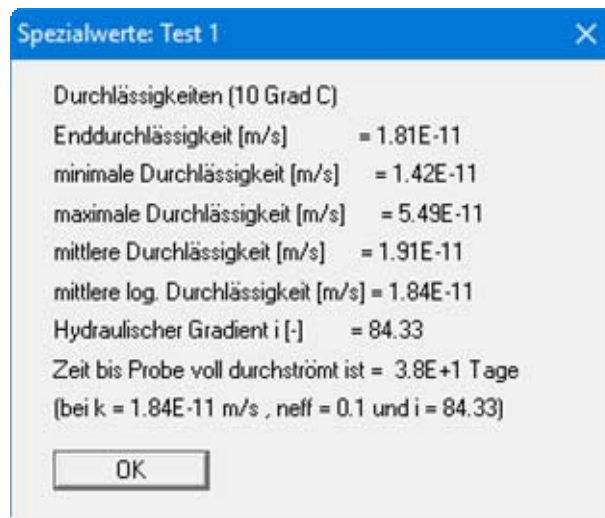 Spezialwerte: Test 1
Durchlässigkeiten (10 Grad C)
Enddurchlässigkeit [m/s] = 1.81E-11
minimale Durchlässigkeit [m/s] = 1.42E-11
maximale Durchlässigkeit [m/s] = 5.49E-11
mittlere Durchlässigkeit [m/s] = 1.91E-11
mittlere log. Durchlässigkeit [m/s] = 1.84E-11
Hydraulischer Gradient i [-] = 84.33
Zeit bis Probe voll durchströmt ist = 3.8E+1 Tage
(bei k = 1.84E-11 m/s , neff = 0.1 und i = 84.33)
OK